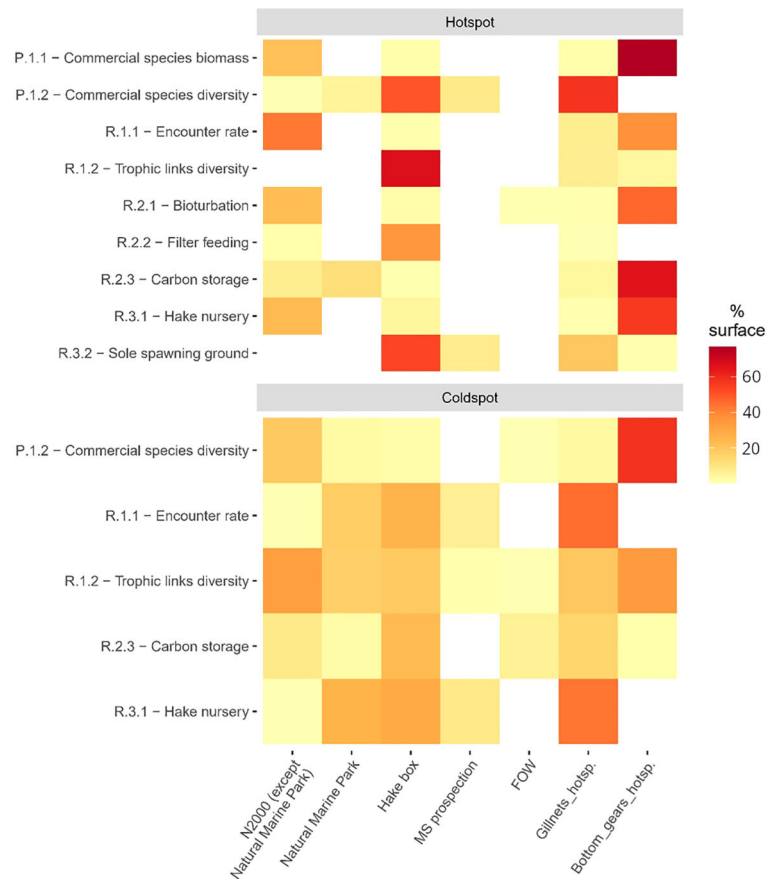 Hotspot
P.1.1 − Commercial species biomass
P.1.2 − Commercial species diversity
R.1.1 − Encounter rate
R.1.2 − Trophic links diversity
R.2.1 − Bioturbation
R.2.2 − Filter feeding
R.2.3 − Carbon storage
R.3.1 − Hake nursery
R.3.2 − Sole spawning ground
%
surface
60
40
20
Coldspot
P.1.2 − Commercial species diversity
R.1.1 − Encounter rate
R.1.2 − Trophic links diversity
R.2.3 − Carbon storage
R.3.1 − Hake nursery
N2000 (except
Natural Marine Park)
Natural Marine Park
Hake box
MS prospection
FOW
Gillnets_hotsp.
Bottom_gears_hotsp.